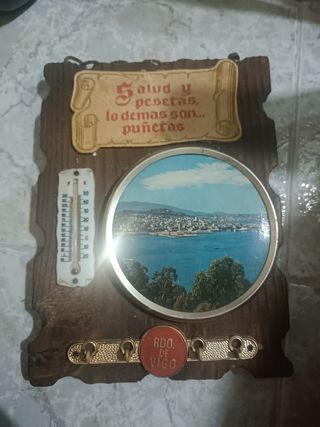 Salud y
pesetas,
lo demas son...
puñetas
RDO.
DE
VIGO